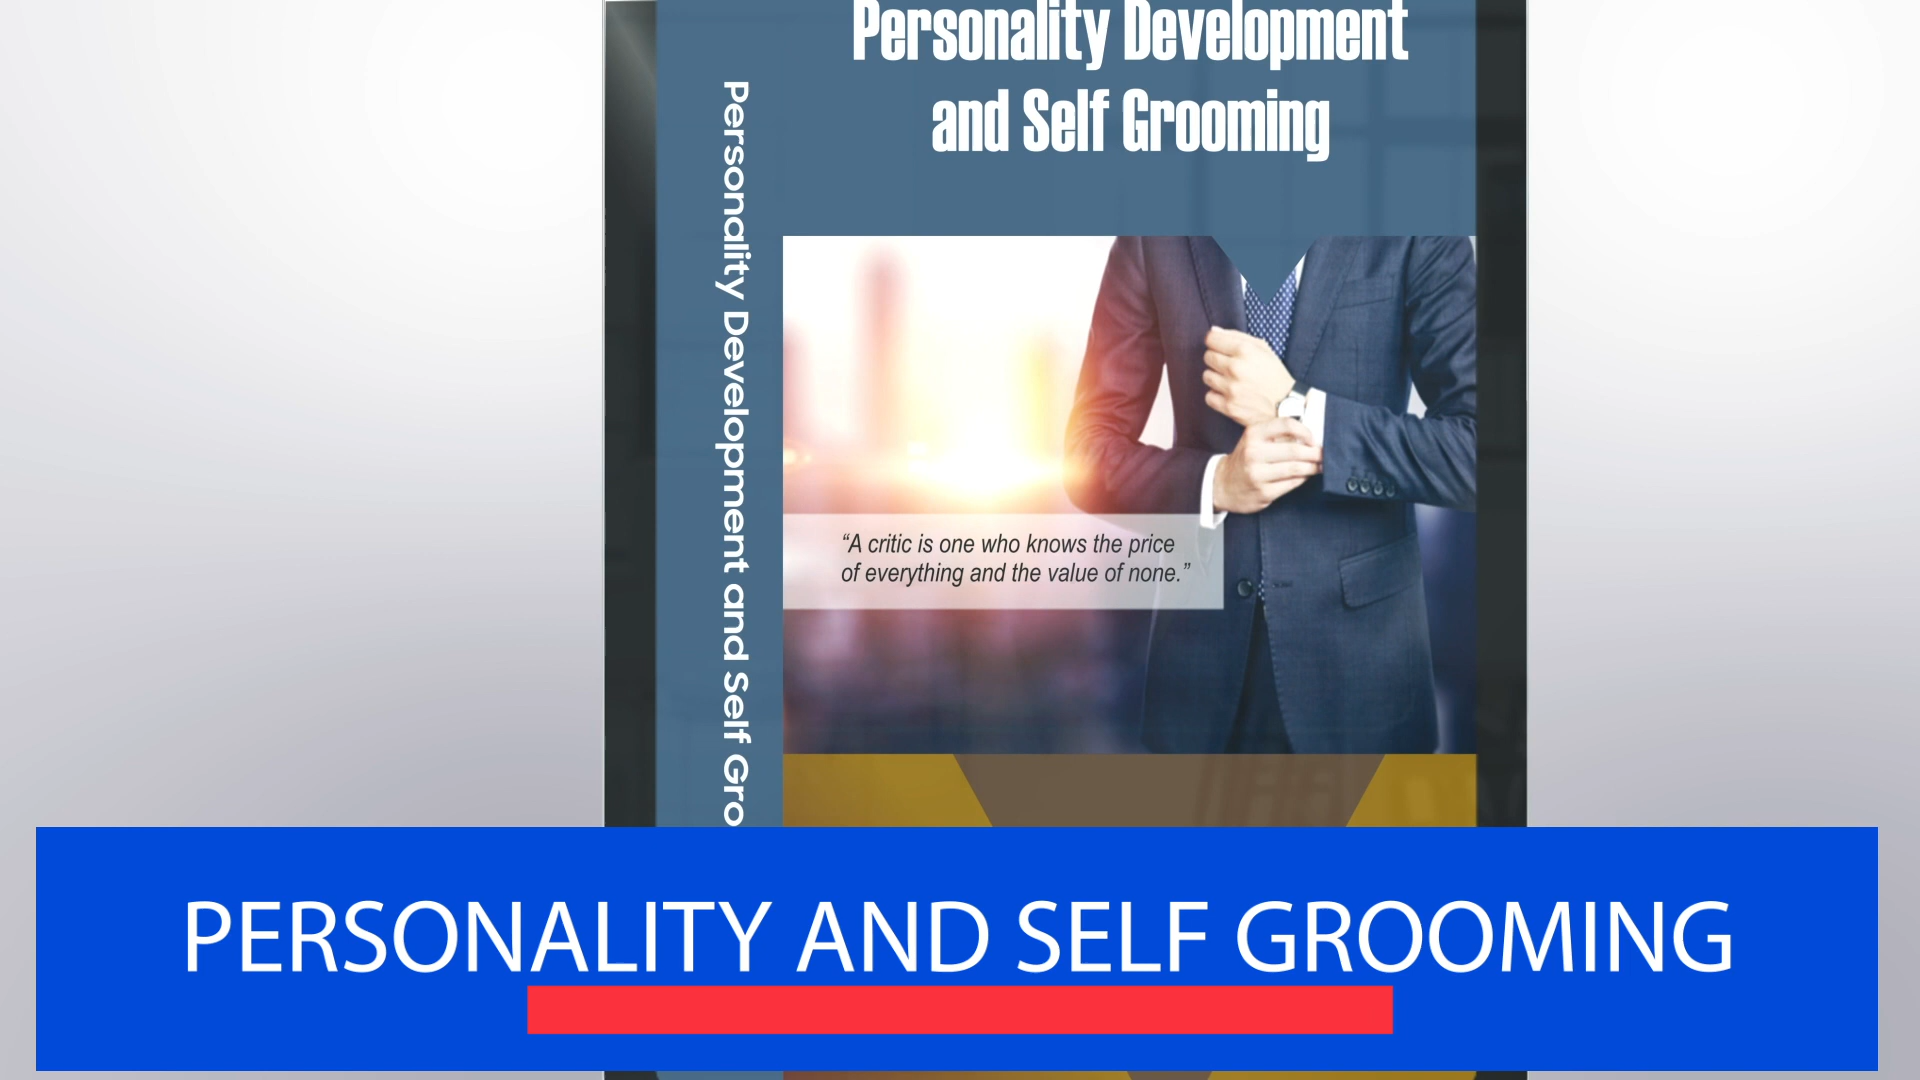 Personality Development
and Self Grooming
Personality Development and Self Gro
“A critic is one who knows the price
of everything and the value of none.”
PERSONALITY AND SELF GROOMING